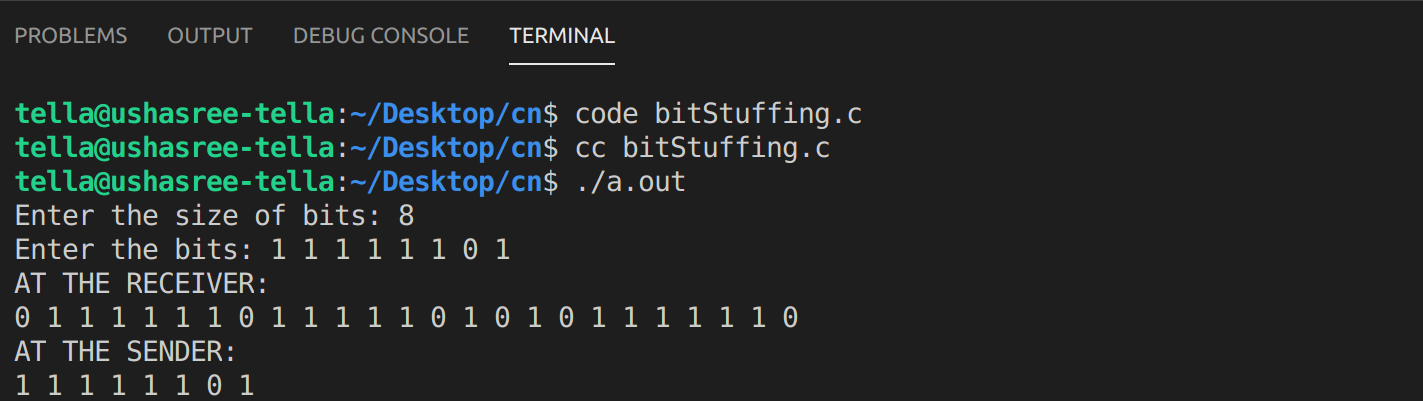 PROBLEMS OUTPUT DEBUG CONSOLE TERMINAL
tella@ushasree-tella:~/Desktop/cn$ code bitStuffing.c
tella@ushasree-tella:~/Desktop/cn$ cc bitStuffing.c
tella@ushasree-tella:~/Desktop/cn$ ./a.out
Enter the size of bits: 8
Enter the bits: 1 1 1 1 1 1 0 1
AT THE RECEIVER:
0 1 1 1 1 1 1 0 1 1 1 1 1 0 1 0 1 0 1 1 1 1 1 1 0
AT THE SENDER:
1 1 1 1 1 1 0 1